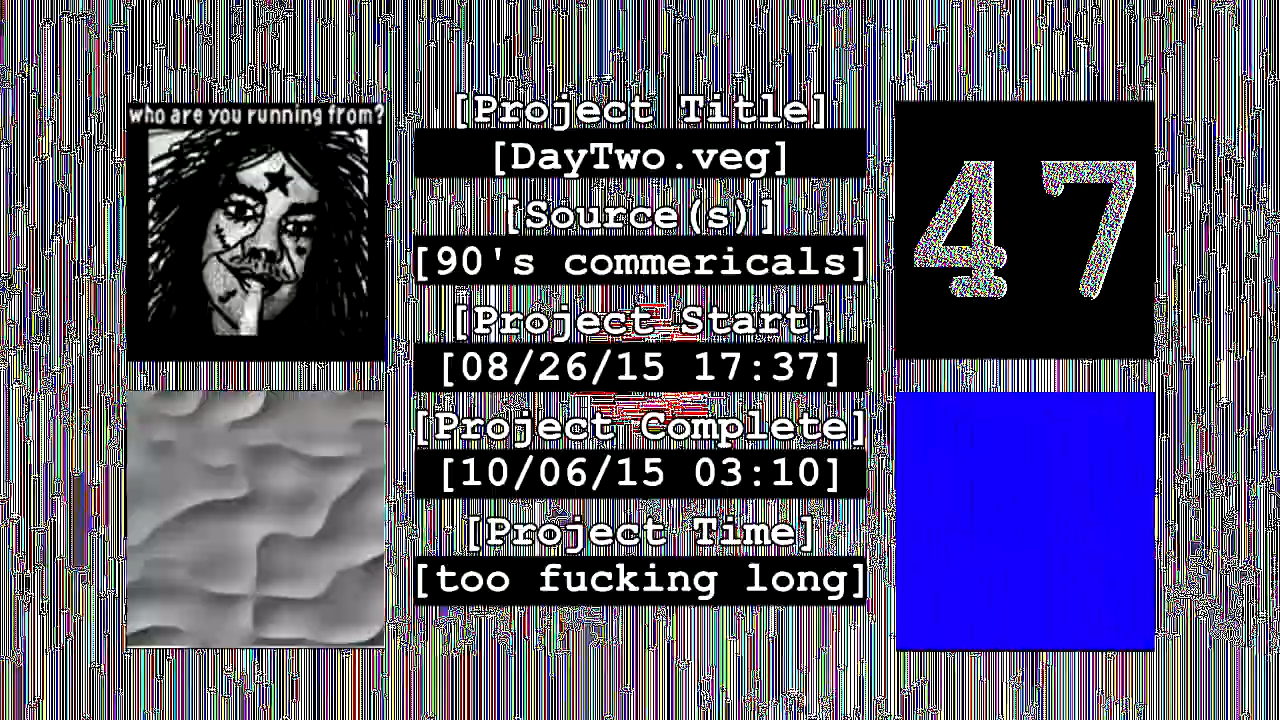 who are you running from?
[Project Title]
[DayTwo.veg]
[Source(s)]
[90's commericals]
[Project Start]
[08/26/15 17:37]
[Project Complete]
[10/06/15 03:10]
[Project Time]
[too fucking long]
47